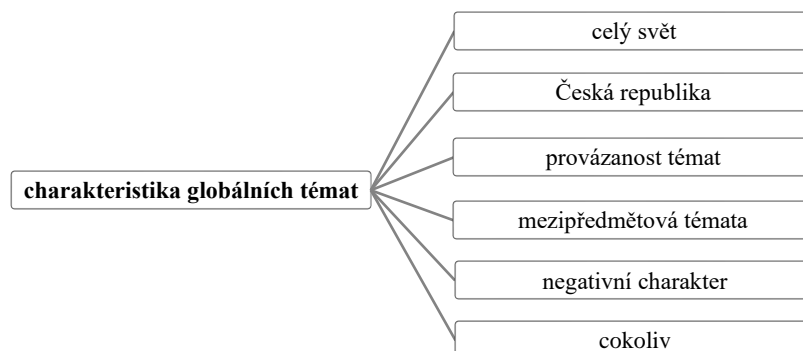 celý svět
Česká republika
provázanost témat
charakteristika globálních témat
mezipředmětová témata
negativní charakter
cokoliv